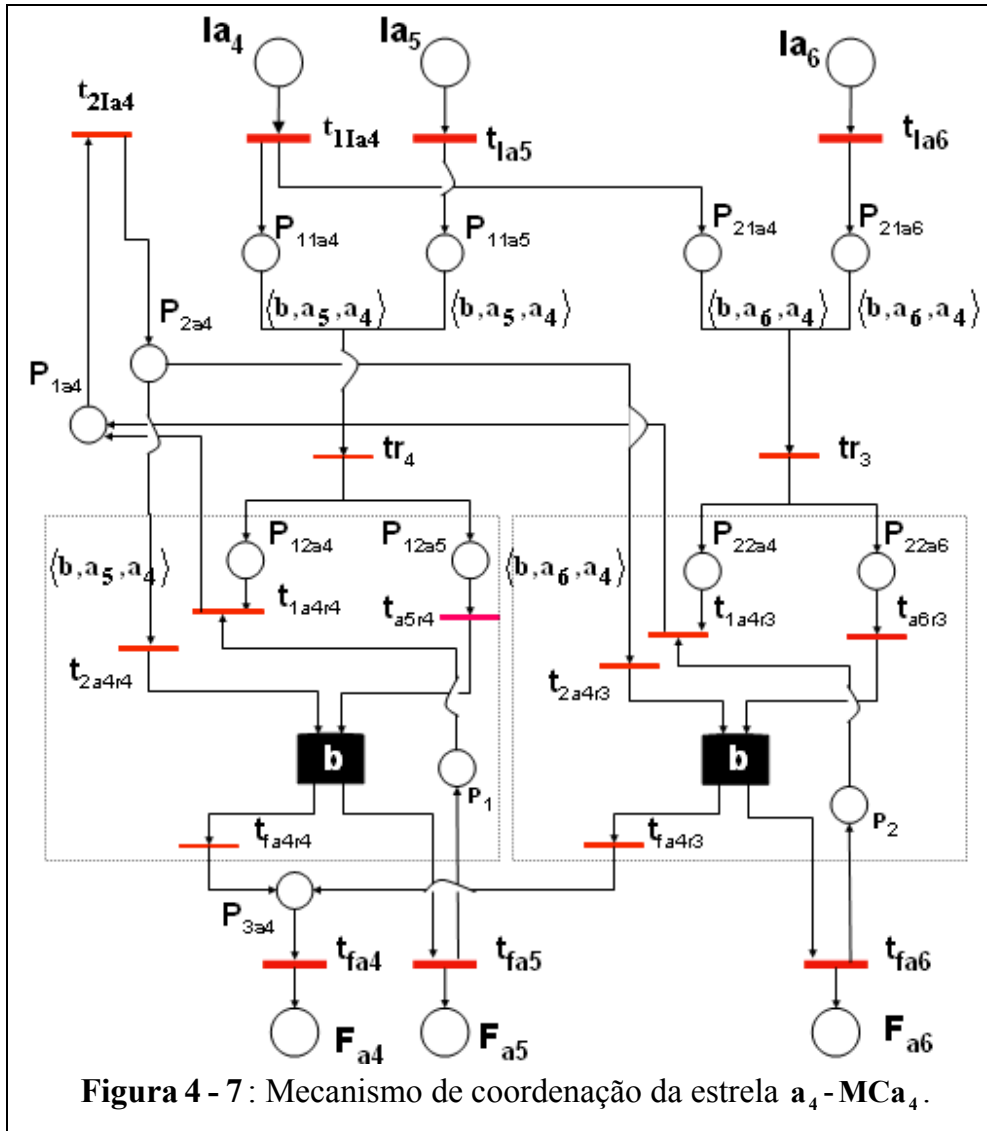 Ia4 Ia5 Ia6
t2Ia4 t1Ia4 tIa5 tIa6
P11a4 P11a5 P21a4 P21a6
⟨b,a5,a4⟩ ⟨b,a5,a4⟩ ⟨b,a6,a4⟩ ⟨b,a6,a4⟩
P2a4
P1a4
tr4 tr3
P12a4 P12a5 P22a4 P22a6
⟨b,a5,a4⟩ ⟨b,a6,a4⟩
t1a4r4 ta5r4 t1a4r3 ta6r3
t2a4r4 t2a4r3
b b
P1 P2
tfa4r4 tfa4r3
P3a4
tfa4 tfa5 tfa6
Fa4 Fa5 Fa6
Figura 4 - 7 : Mecanismo de coordenação da estrela a4 - MCa4 .